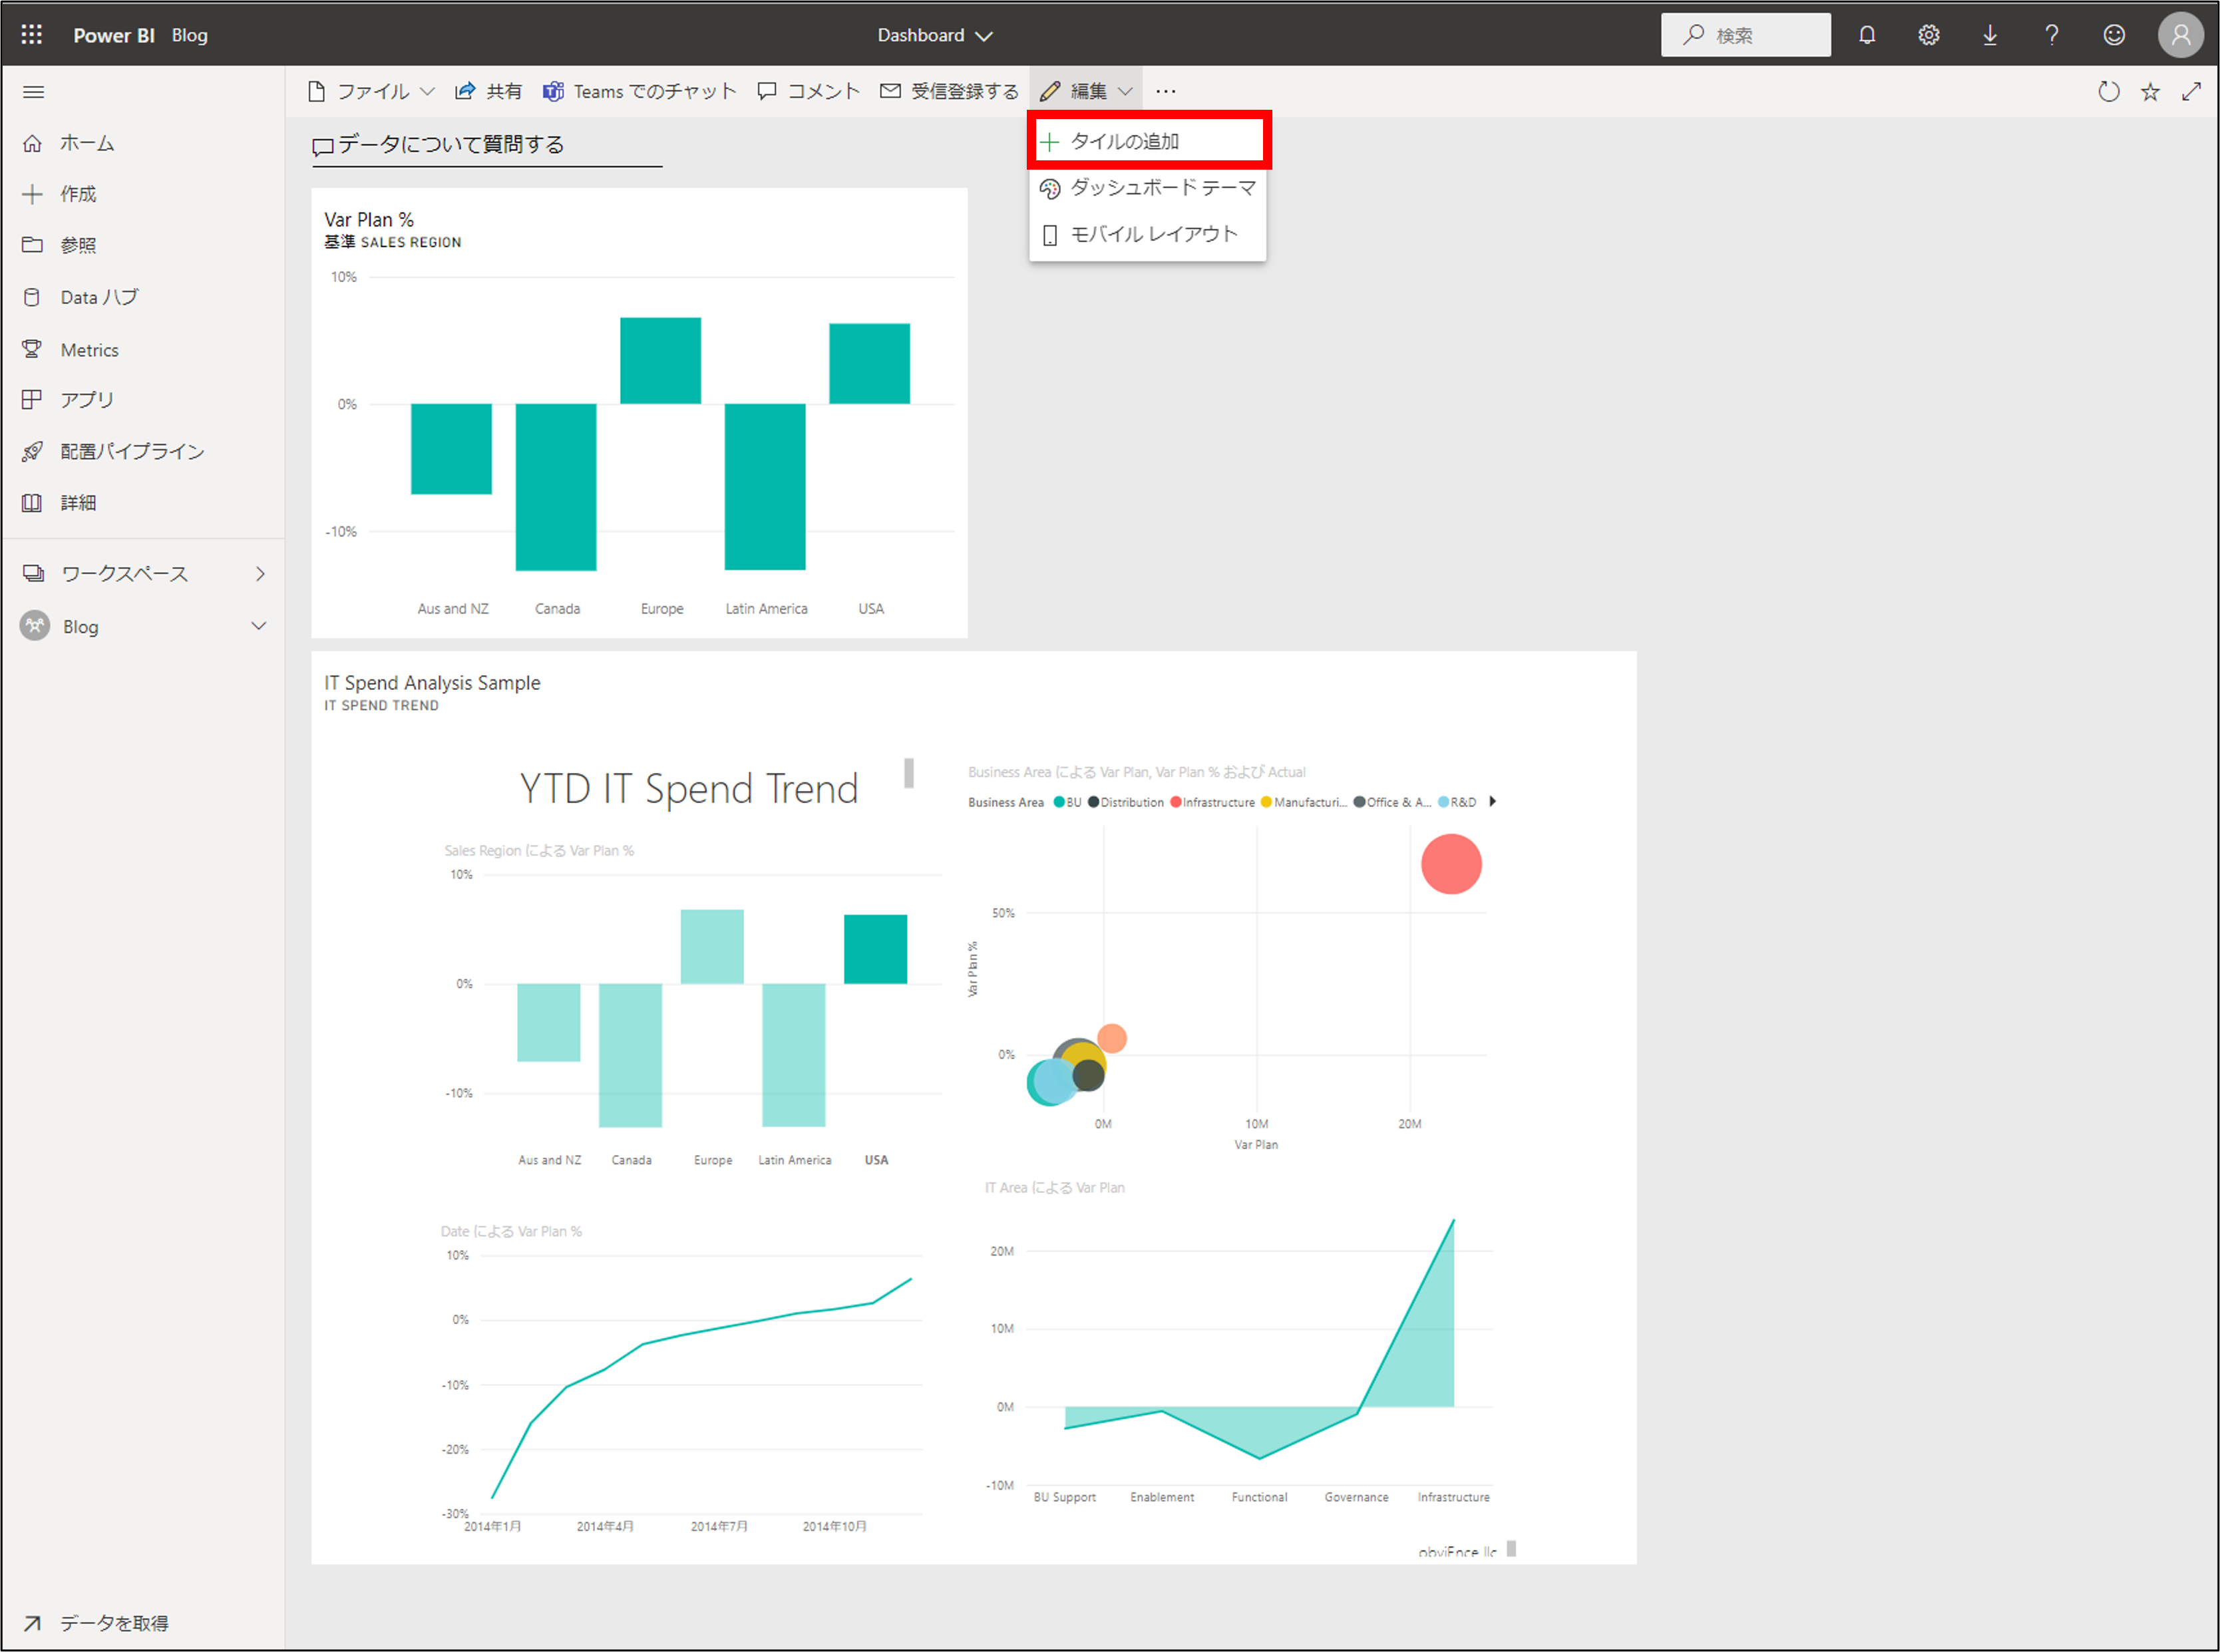 Power BI Blog
Dashboard
検索
ファイル 共有 Teams でのチャット コメント 受信登録する 編集 ...
タイルの追加
ダッシュボード テーマ
モバイル レイアウト
ホーム
作成
参照
Data ハブ
Metrics
アプリ
配置パイプライン
詳細
ワークスペース
Blog
データを取得
データについて質問する
Var Plan %
基準 SALES REGION
10%
0%
-10%
Aus and NZ Canada Europe Latin America USA
IT Spend Analysis Sample
IT SPEND TREND
YTD IT Spend Trend
Sales Region による Var Plan %
10%
0%
-10%
Aus and NZ Canada Europe Latin America USA
Business Area による Var Plan, Var Plan % および Actual
Business Area BU Distribution Infrastructure Manufacturi... Office & A... R&D
50%
0%
Var Plan %
0M 10M 20M
Var Plan
Date による Var Plan %
10%
0%
-10%
-20%
-30%
2014年1月 2014年4月 2014年7月 2014年10月
IT Area による Var Plan
20M
10M
0M
-10M
BU Support Enablement Functional Governance Infrastructure
obviEnce llc